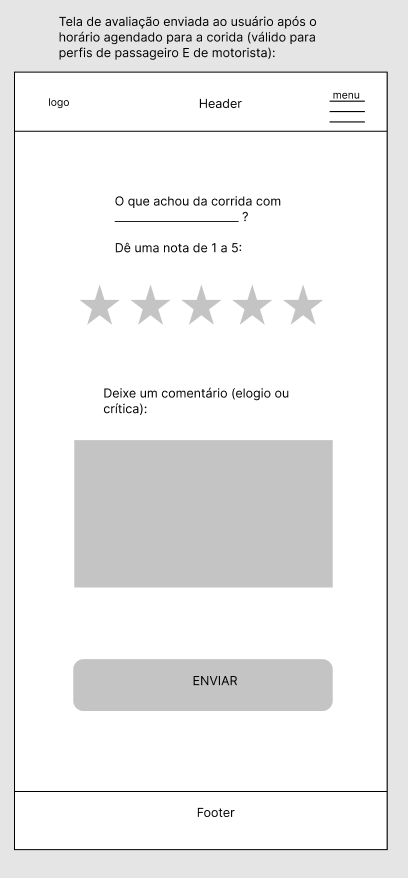 Tela de avaliação enviada ao usuário após o
horário agendado para a corida (válido para
perfis de passageiro E de motorista):
logo
Header
menu
O que achou da corrida com
____________________ ?
Dê uma nota de 1 a 5:
Deixe um comentário (elogio ou
crítica):
ENVIAR
Footer